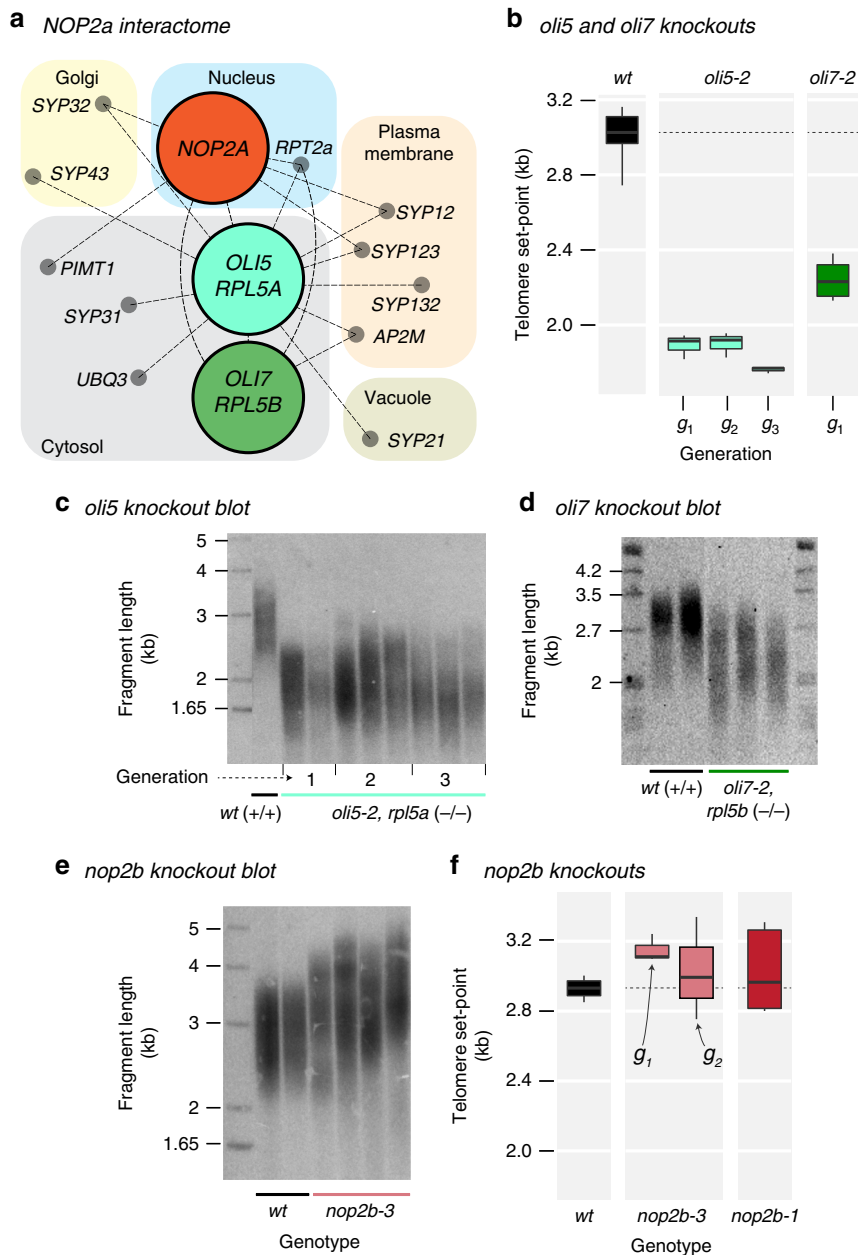 a NOP2a interactome
Golgi
Nucleus
SYP32
NOP2A
RPT2a
Plasma
membrane
SYP43
SYP12
SYP123
OLI5
RPL5A
PIMT1
SYP132
SYP31
AP2M
UBQ3
OLI7
RPL5B
Vacuole
Cytosol
SYP21
b oli5 and oli7 knockouts
wt oli5-2 oli7-2
Telomere set-point (kb)
3.2
2.8
2.4
2.0
g1 g2 g3 g1
Generation
c oli5 knockout blot
Fragment length
(kb)
5
4
3
2
1.65
Generation 1 2 3
wt (+/+) oli5-2, rpl5a (–/–)
d oli7 knockout blot
Fragment length
(kb)
4.2
3.5
2.7
2
wt (+/+) oli7-2,
rpl5b (–/–)
e nop2b knockout blot
Fragment length
(kb)
5
4
3
2
1.65
wt nop2b-3
Genotype
f nop2b knockouts
Telomere set-point
(kb)
3.2
2.8
2.4
2.0
g1 g2
wt nop2b-3 nop2b-1
Genotype